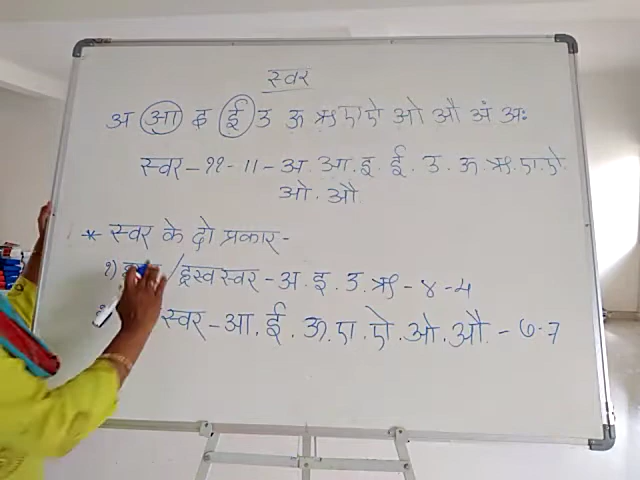 स्वर
अ आ इ ई उ ऊ ऋ ए ऐ ओ औ अं अः
स्वर - ११ - 11 - अ. आ. इ. ई. उ. ऊ. ऋ. ए. ऐ.
ओ. औ.
* स्वर के दो प्रकार -
१) / ह्रस्व स्वर - अ. इ. उ. ऋ - ४ - 4
स्वर - आ. ई. ऊ. ए. ऐ. ओ. औ. - ७ - 7